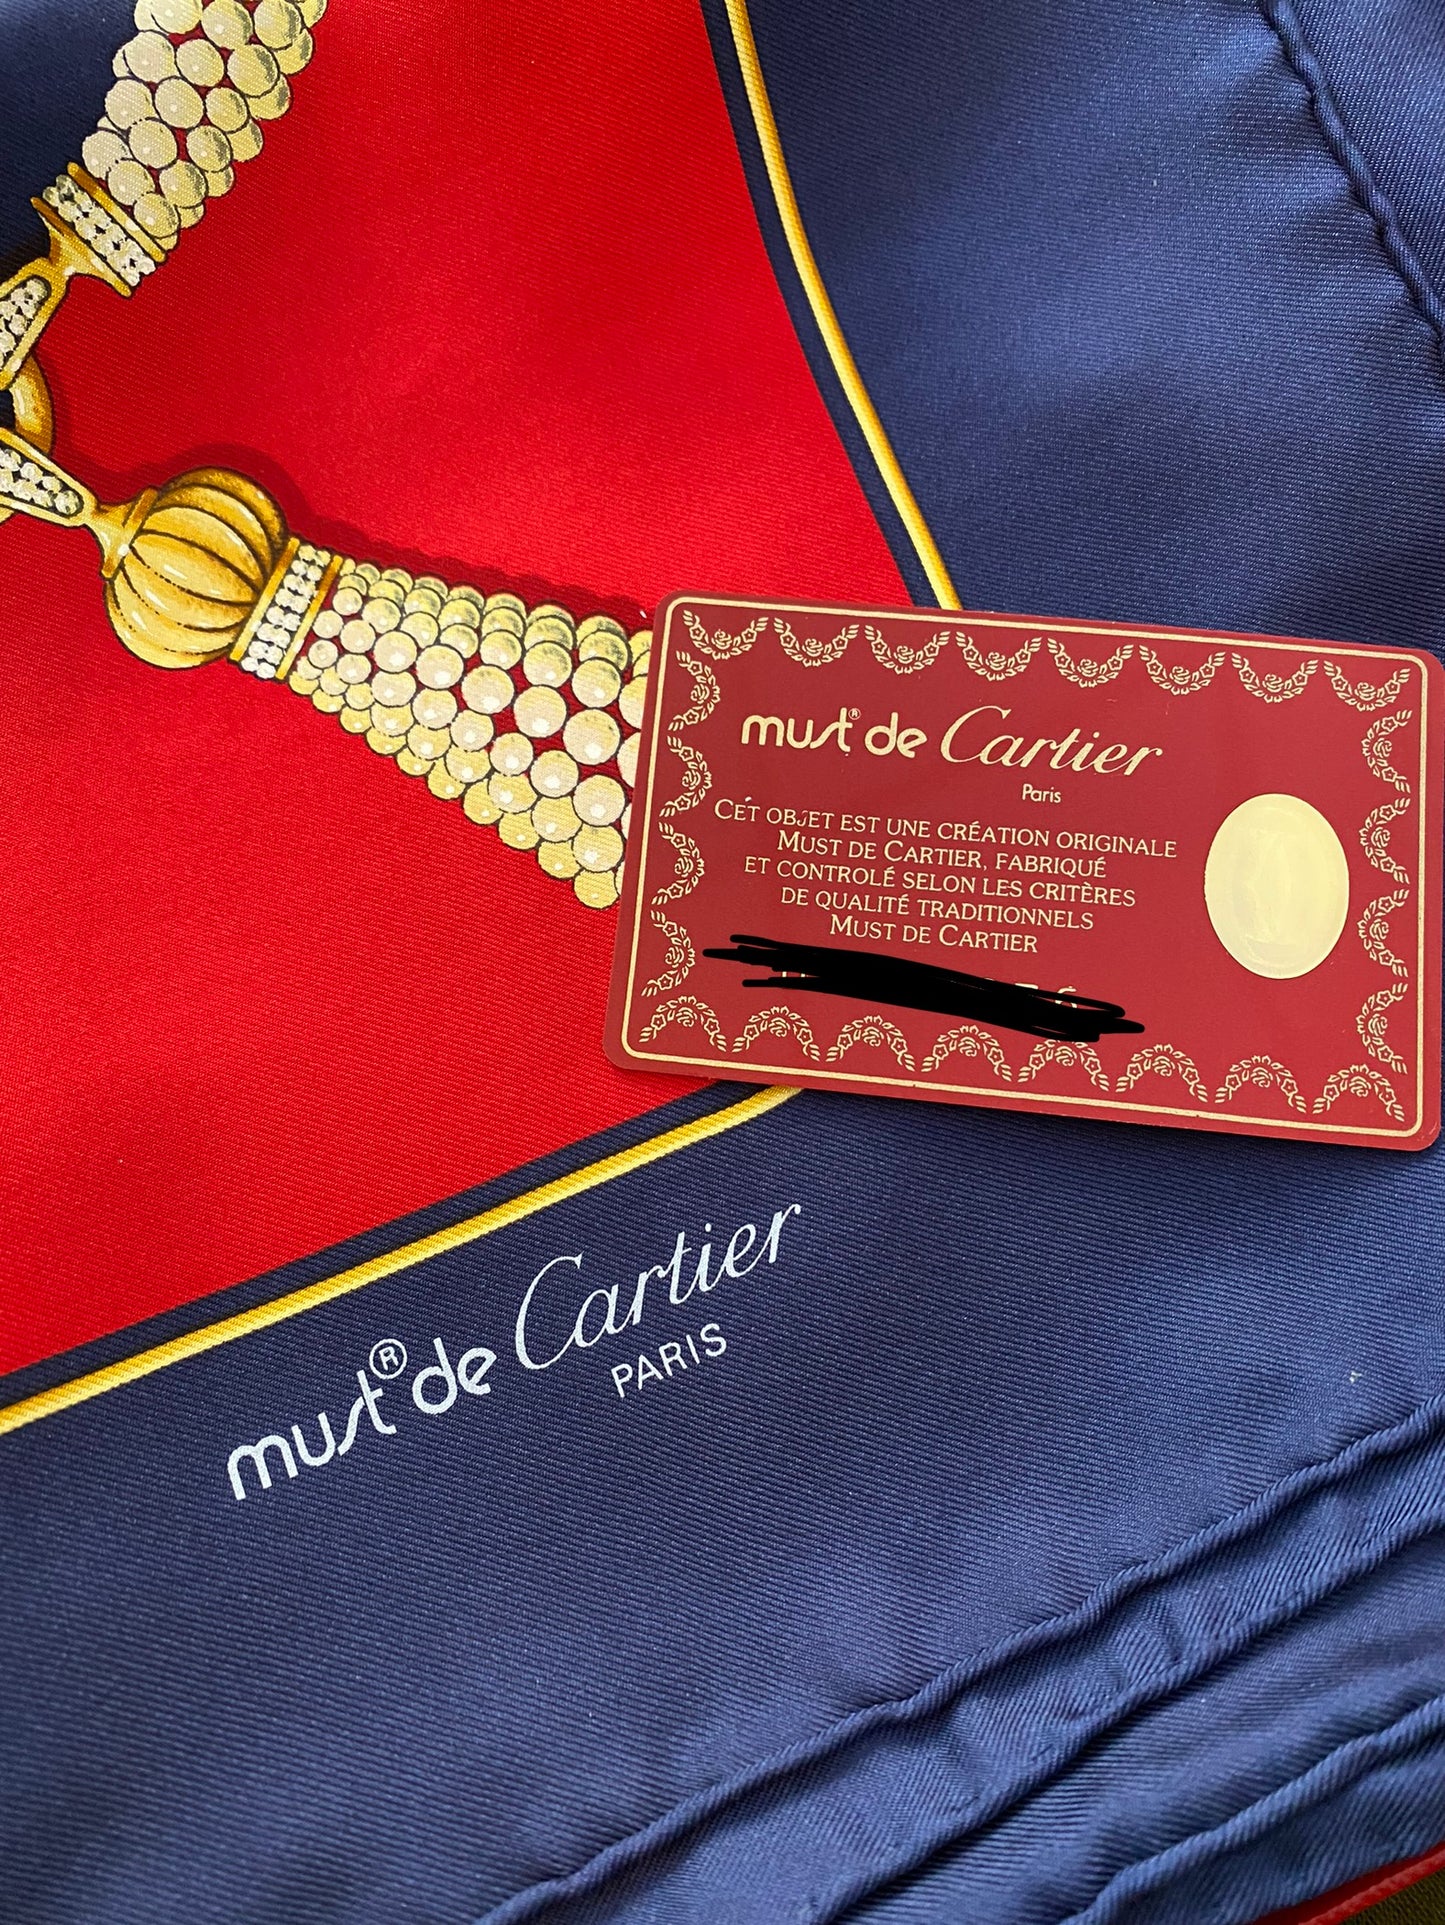 must® de Cartier
Paris
CÉT OBJET EST UNE CRÉATION ORIGINALE
MUST DE CARTIER, FABRIQUÉ
ET CONTROLÉ SELON LES CRITÈRES
DE QUALITÉ TRADITIONNELS
MUST DE CARTIER
must® de Cartier
PARIS